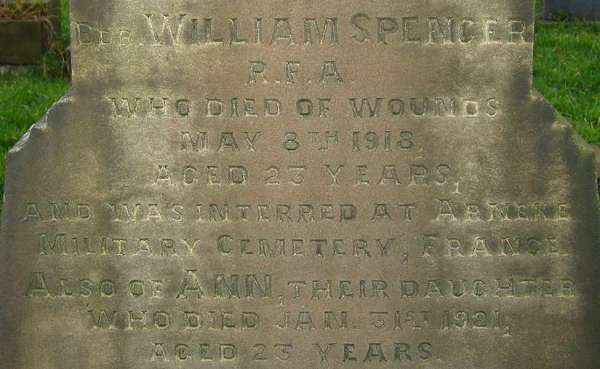 BDR. WILLIAM SPENCER
R.F.A.
WHO DIED OF WOUNDS
MAY 8TH 1918,
AGED 23 YEARS,
AND WAS INTERRED AT ARNEKE
MILITARY CEMETERY, FRANCE
ALSO OF ANN, THEIR DAUGHTER
WHO DIED JAN. 31ST 1921,
AGED 23 YEARS.